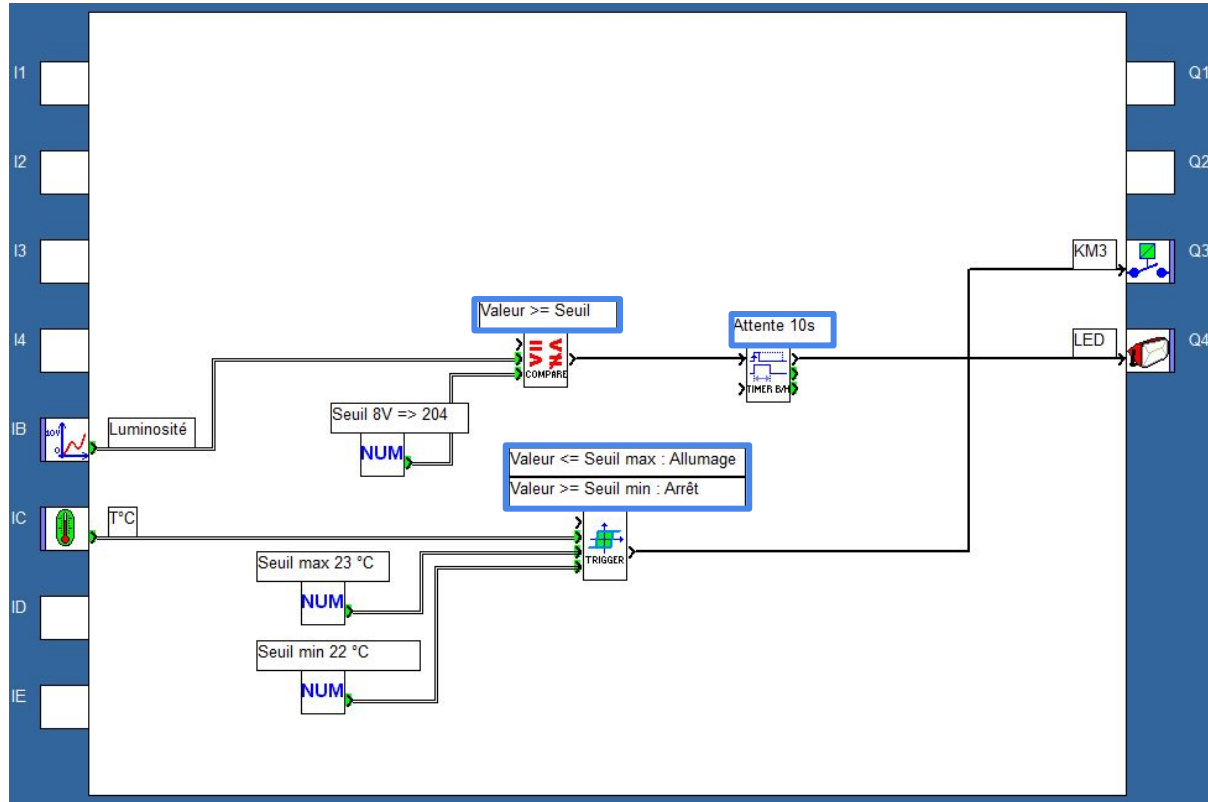 I1
Q1
I2
Q2
I3
KM3
Q3
Valeur >= Seuil
Attente 10s
I4
COMPARE
TIMER B/H
LED
Q4
Seuil 8V => 204
IB
10V
0
Luminosité
NUM
Valeur <= Seuil max : Allumage
Valeur >= Seuil min : Arrêt
IC
T°C
TRIGGER
Seuil max 23 °C
NUM
ID
Seuil min 22 °C
NUM
IE